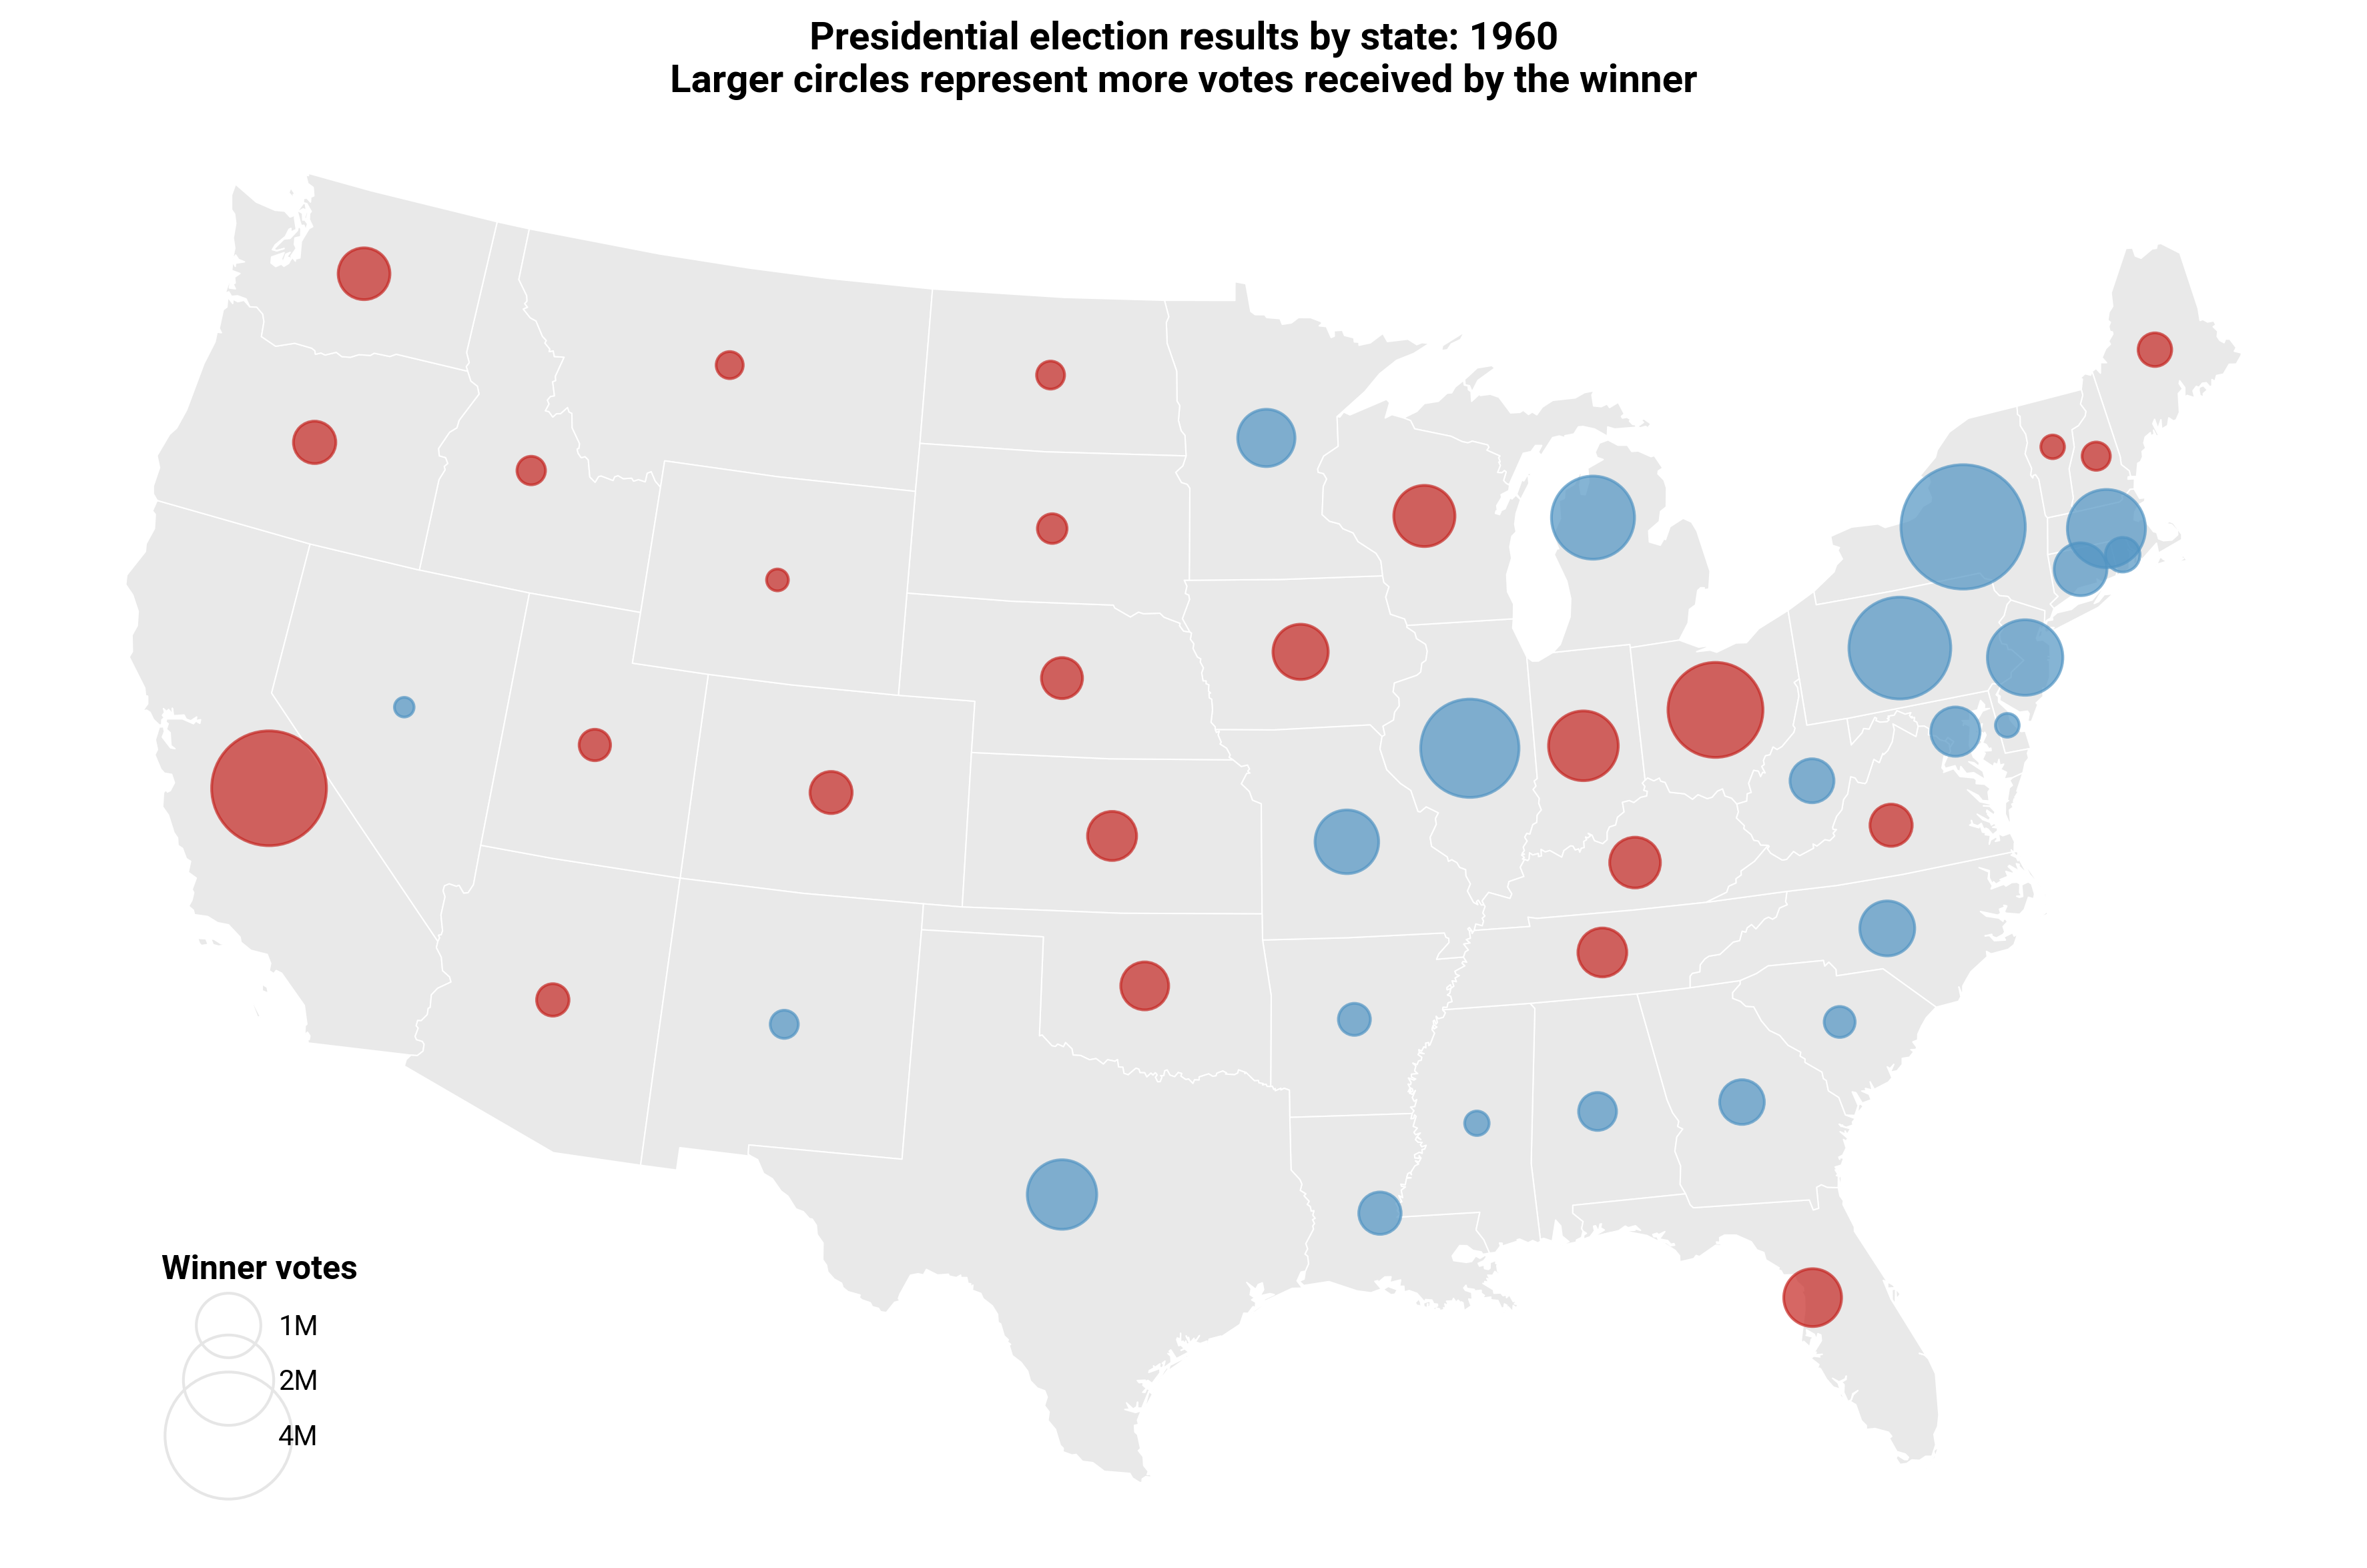 Presidential election results by state: 1960
Larger circles represent more votes received by the winner
Winner votes
1M
2M
4M